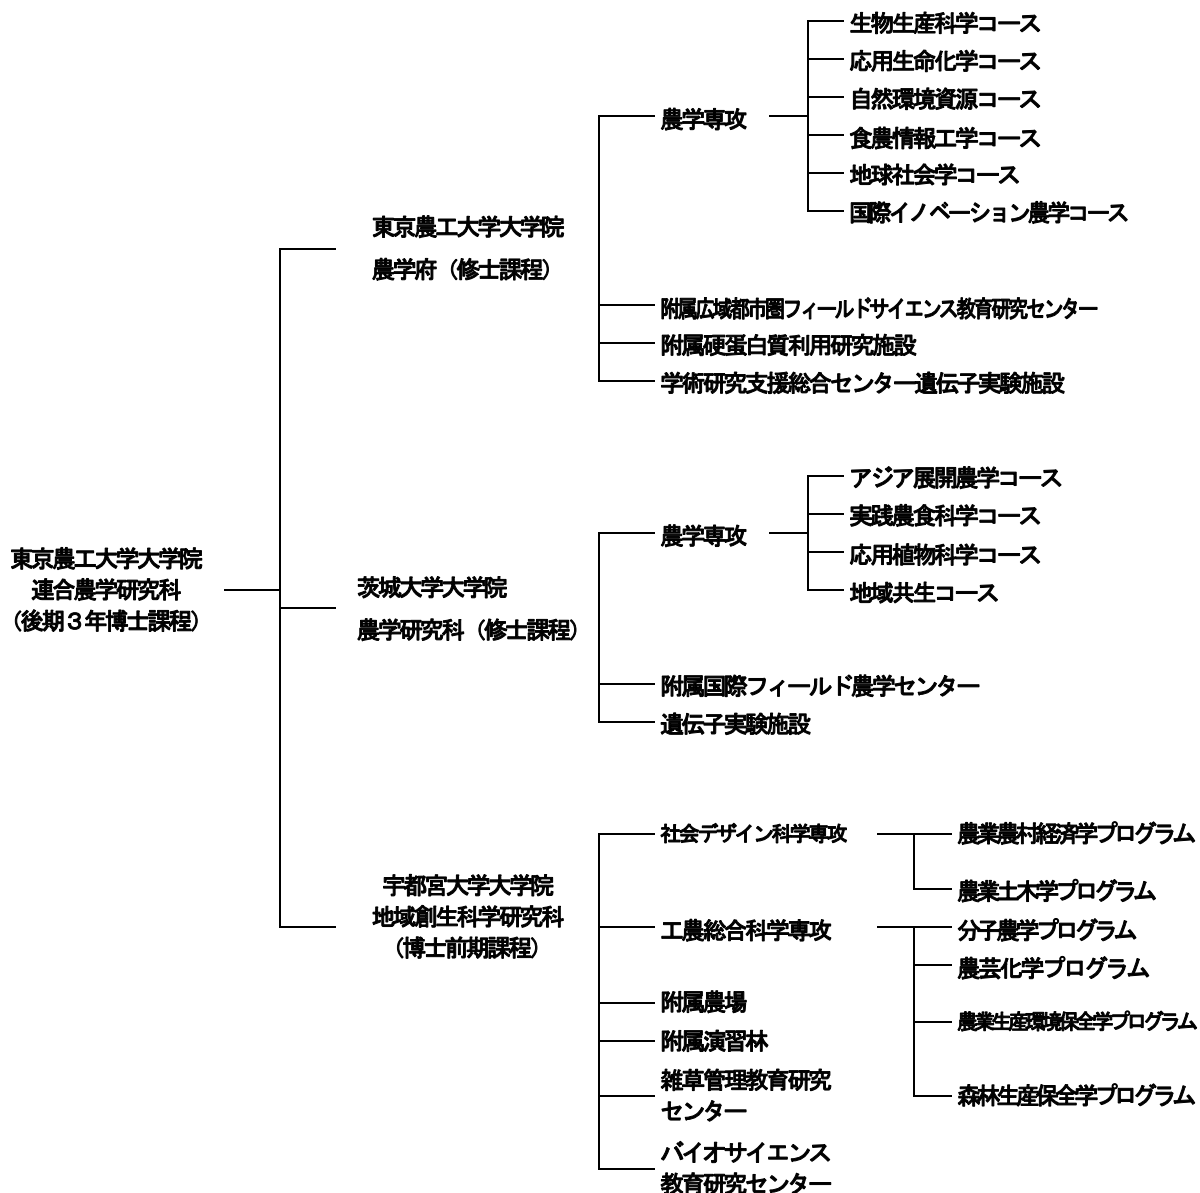 東京農工大学大学院
連合農学研究科
（後期３年博士課程）
東京農工大学大学院
農学府（修士課程）
農学専攻
生物生産科学コース
応用生命化学コース
自然環境資源コース
食農情報工学コース
地球社会学コース
国際イノベーション農学コース
附属広域都市圏フィールドサイエンス教育研究センター
附属硬蛋白質利用研究施設
学術研究支援総合センター遺伝子実験施設
茨城大学大学院
農学研究科（修士課程）
農学専攻
アジア展開農学コース
実践農食科学コース
応用植物科学コース
地域共生コース
附属国際フィールド農学センター
遺伝子実験施設
宇都宮大学大学院
地域創生科学研究科
（博士前期課程）
社会デザイン科学専攻
農業農村経済学プログラム
農業土木学プログラム
工農総合科学専攻
分子農学プログラム
農芸化学プログラム
農業生産環境保全学プログラム
森林生産保全学プログラム
附属農場
附属演習林
雑草管理教育研究
センター
バイオサイエンス
教育研究センター